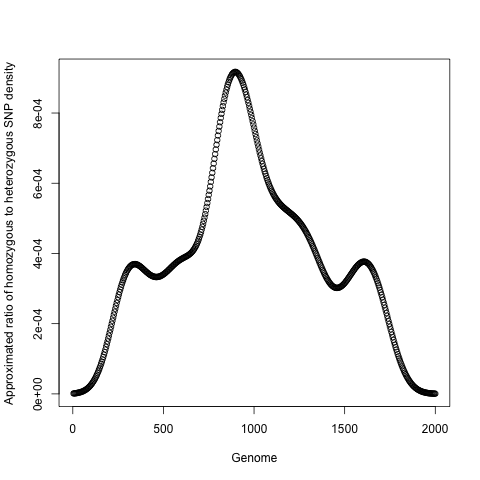 Approximated ratio of homozygous to heterozygous SNP density
8e-04
6e-04
4e-04
2e-04
0e+00
0 500 1000 1500 2000
Genome